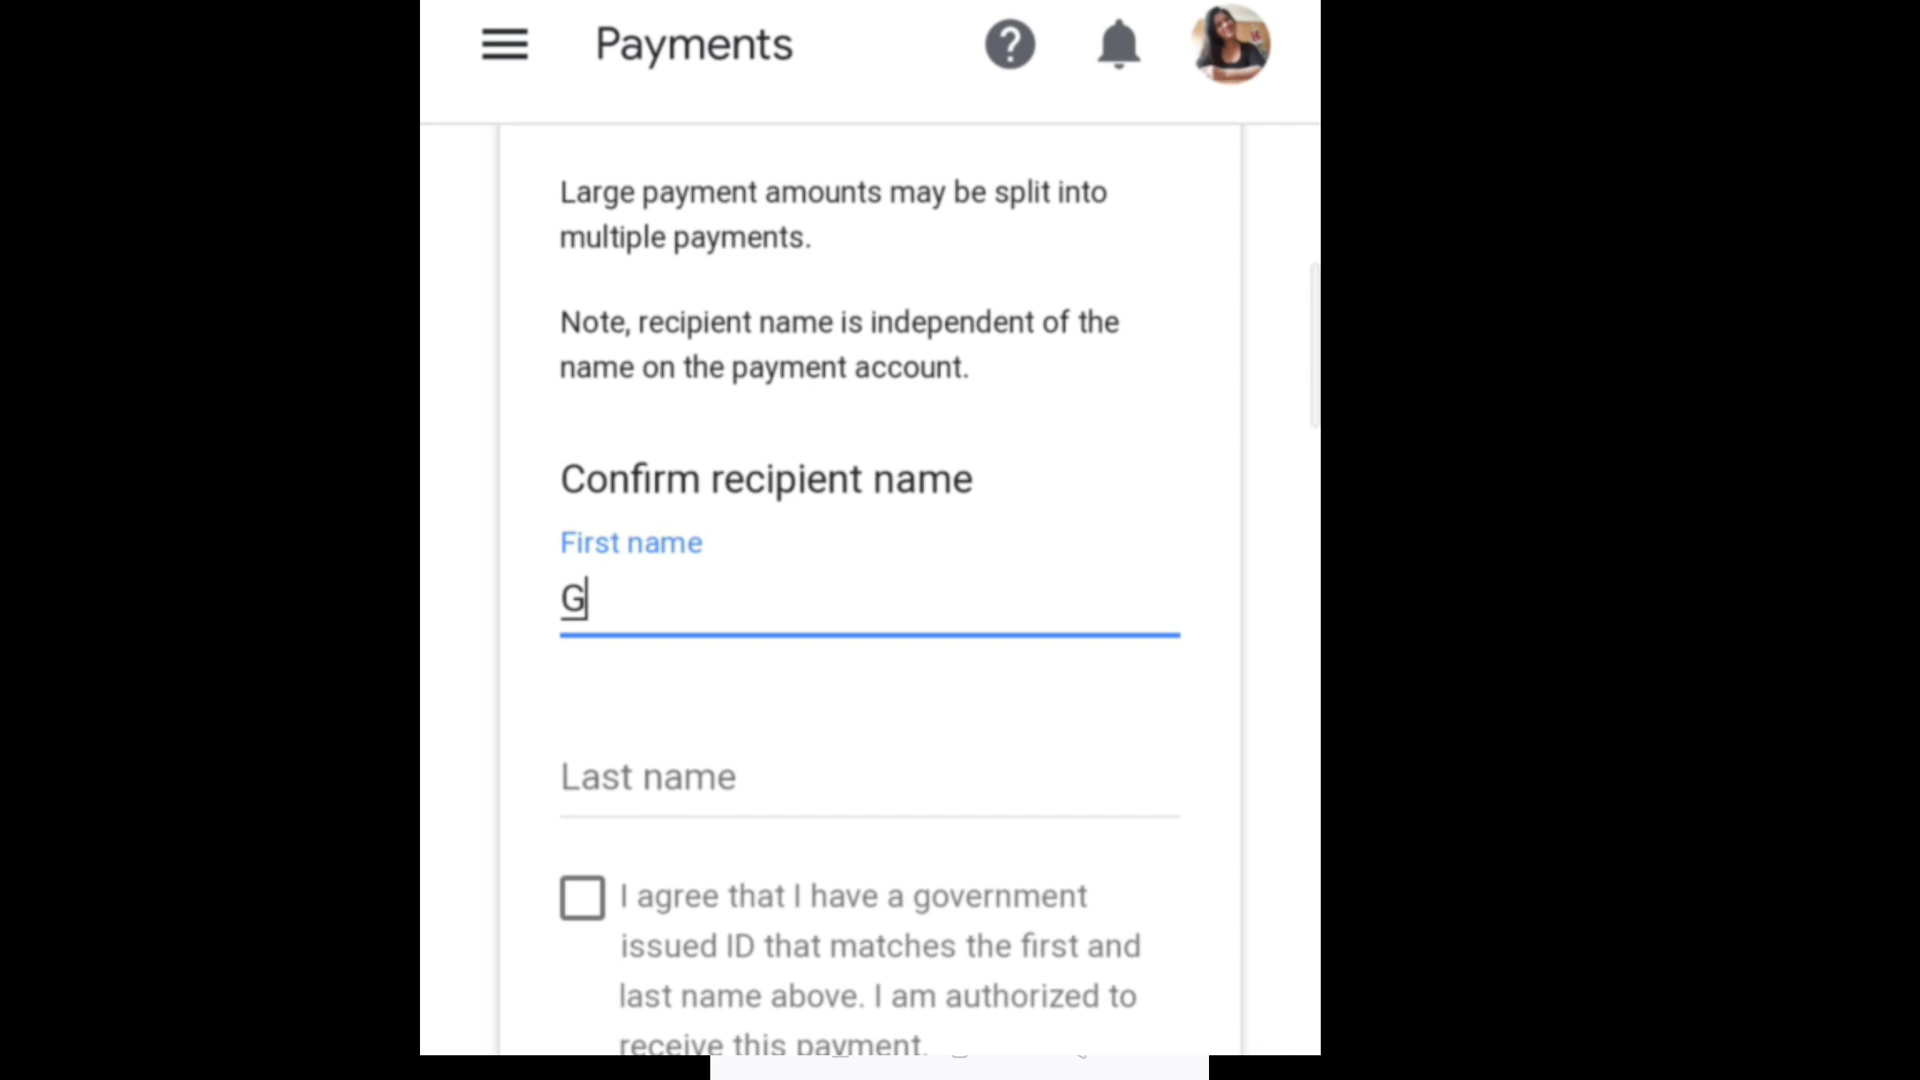 Payments
Large payment amounts may be split into
multiple payments.
Note, recipient name is independent of the
name on the payment account.
Confirm recipient name
First name
G
Last name
I agree that I have a government
issued ID that matches the first and
last name above. I am authorized to
receive this payment.